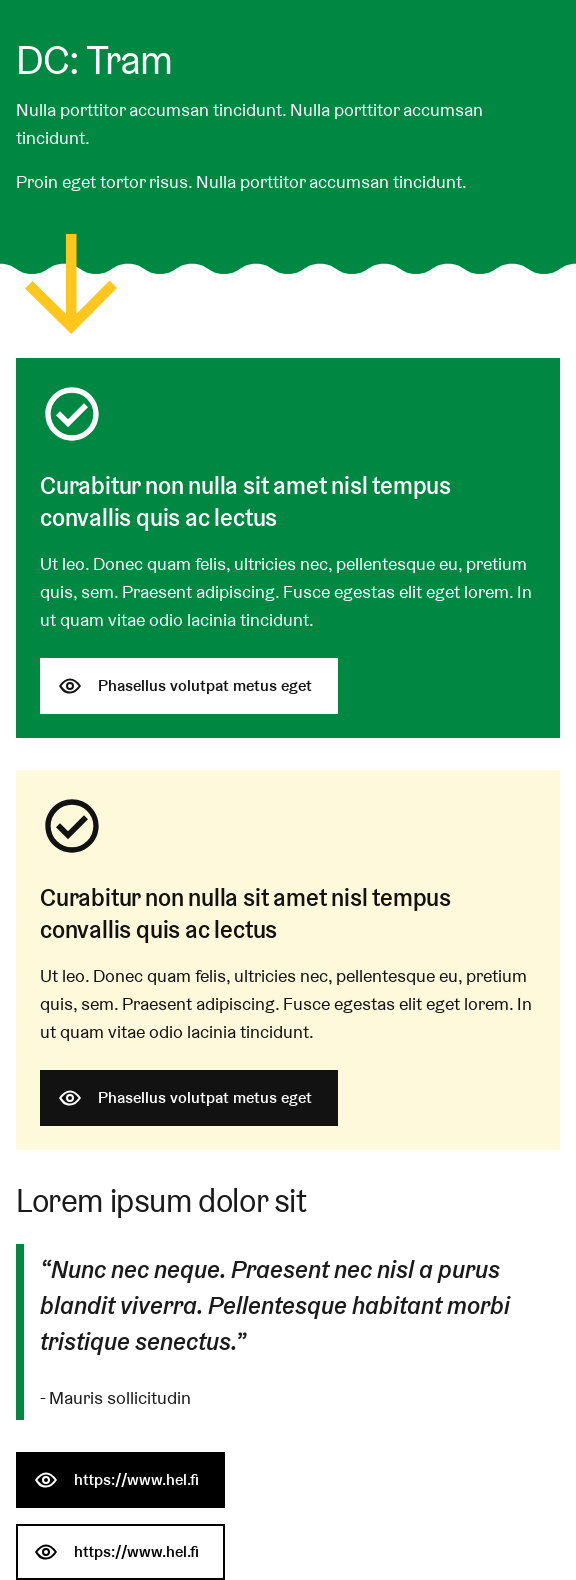 DC: Tram
Nulla porttitor accumsan tincidunt. Nulla porttitor accumsan
tincidunt.
Proin eget tortor risus. Nulla porttitor accumsan tincidunt.
Curabitur non nulla sit amet nisl tempus
convallis quis ac lectus
Ut leo. Donec quam felis, ultricies nec, pellentesque eu, pretium
quis, sem. Praesent adipiscing. Fusce egestas elit eget lorem. In
ut quam vitae odio lacinia tincidunt.
Phasellus volutpat metus eget
Curabitur non nulla sit amet nisl tempus
convallis quis ac lectus
Ut leo. Donec quam felis, ultricies nec, pellentesque eu, pretium
quis, sem. Praesent adipiscing. Fusce egestas elit eget lorem. In
ut quam vitae odio lacinia tincidunt.
Phasellus volutpat metus eget
Lorem ipsum dolor sit
“Nunc nec neque. Praesent nec nisl a purus
blandit viverra. Pellentesque habitant morbi
tristique senectus.”
- Mauris sollicitudin
https://www.hel.fi
https://www.hel.fi